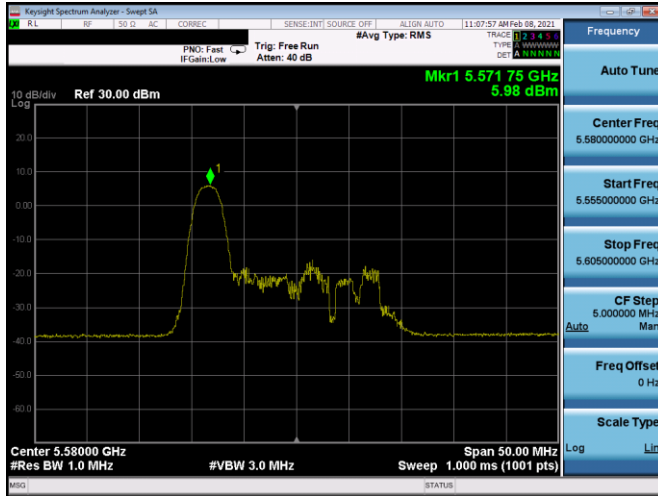 Keysight Spectrum Analyzer - Swept SA
RL RF 50 Ω AC CORREC SENSE:INT SOURCE OFF ALIGN AUTO 11:07:57 AM Feb 08, 2021
#Avg Type: RMS
TRACE 1 2 3 4 5 6
TYPE A WWWWW
DET A N N N N N
PNO: Fast
IFGain:Low
Trig: Free Run
Atten: 40 dB
Mkr1 5.571 75 GHz
5.98 dBm
10 dB/div Ref 30.00 dBm
Log
20.0
10.0
0.00
-10.0
-20.0
-30.0
-40.0
-50.0
-60.0
1
Center 5.58000 GHz Span 50.00 MHz
#Res BW 1.0 MHz #VBW 3.0 MHz Sweep 1.000 ms (1001 pts)
MSG STATUS
Frequency
Auto Tune
Center Freq
5.580000000 GHz
Start Freq
5.555000000 GHz
Stop Freq
5.605000000 GHz
CF Step
5.000000 MHz
Auto Man
Freq Offset
0 Hz
Scale Type
Log Lin